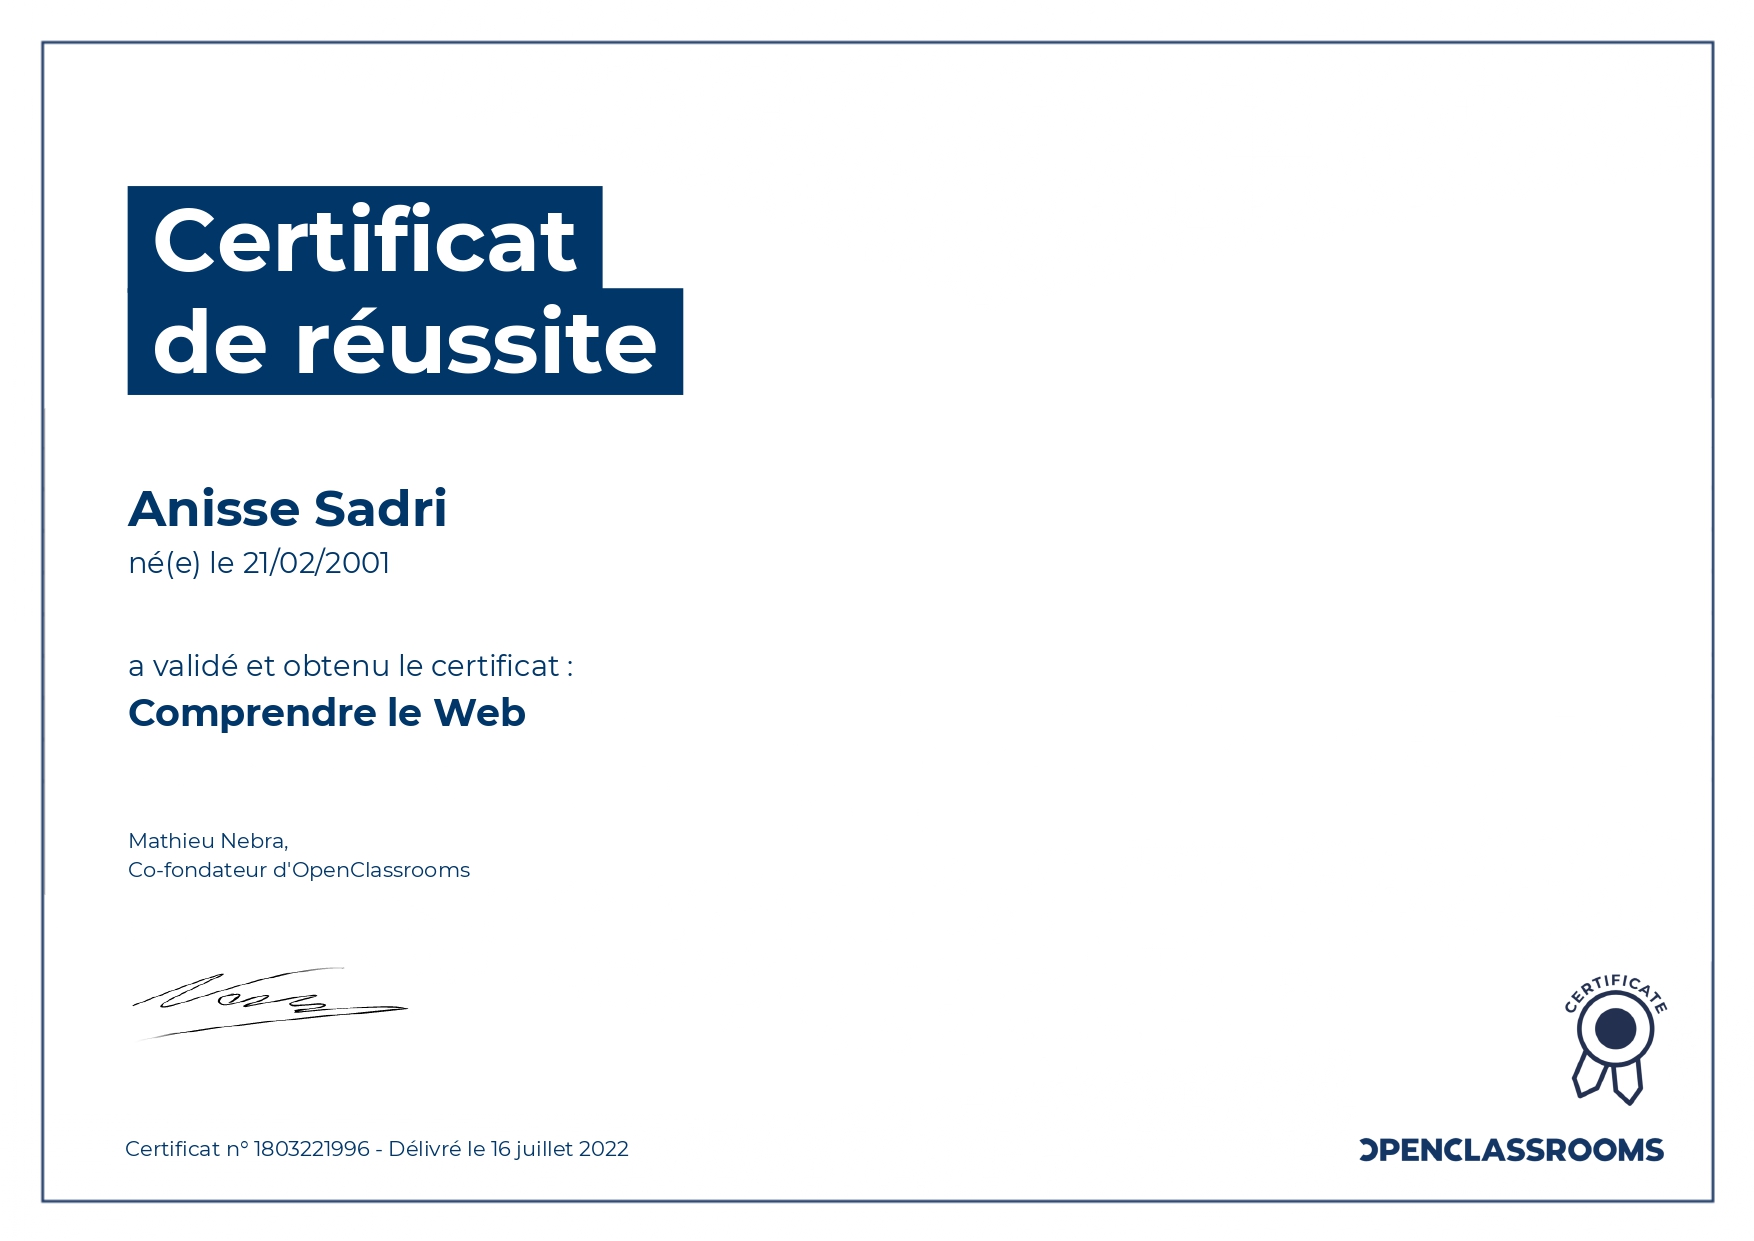 Certificat
de réussite
Anisse Sadri
né(e) le 21/02/2001
a validé et obtenu le certificat :
Comprendre le Web
Mathieu Nebra,
Co-fondateur d'OpenClassrooms
CERTIFICATE
Certificat n° 1803221996 - Délivré le 16 juillet 2022
OPENCLASSROOMS